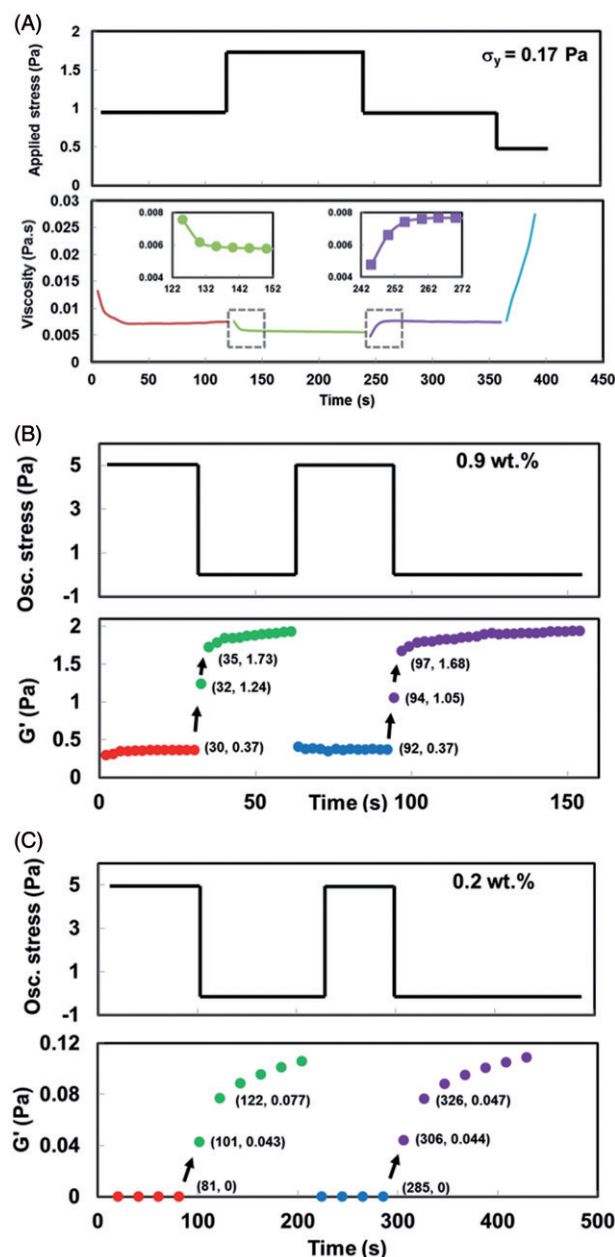 (A)
σy = 0.17 Pa
Applied stress (Pa)
2
1.5
1
0.5
0
Viscosity (Pa.s)
0.03
0.025
0.02
0.015
0.01
0.005
0
0.008
0.006
0.004
122 132 142 152
0.008
0.006
0.004
242 252 262 272
0 50 100 150 200 250 300 350 400 450
Time (s)
(B)
0.9 wt.%
Osc. stress (Pa)
5
3
1
-1
G' (Pa)
2
1.5
1
0.5
0
(35, 1.73)
(32, 1.24)
(30, 0.37)
(97, 1.68)
(94, 1.05)
(92, 0.37)
0 50 100 150
Time (s)
(C)
0.2 wt.%
Osc. stress (Pa)
5
3
1
-1
G' (Pa)
0.12
0.08
0.04
0
(122, 0.077)
(101, 0.043)
(81, 0)
(326, 0.047)
(306, 0.044)
(285, 0)
0 100 200 300 400 500
Time (s)